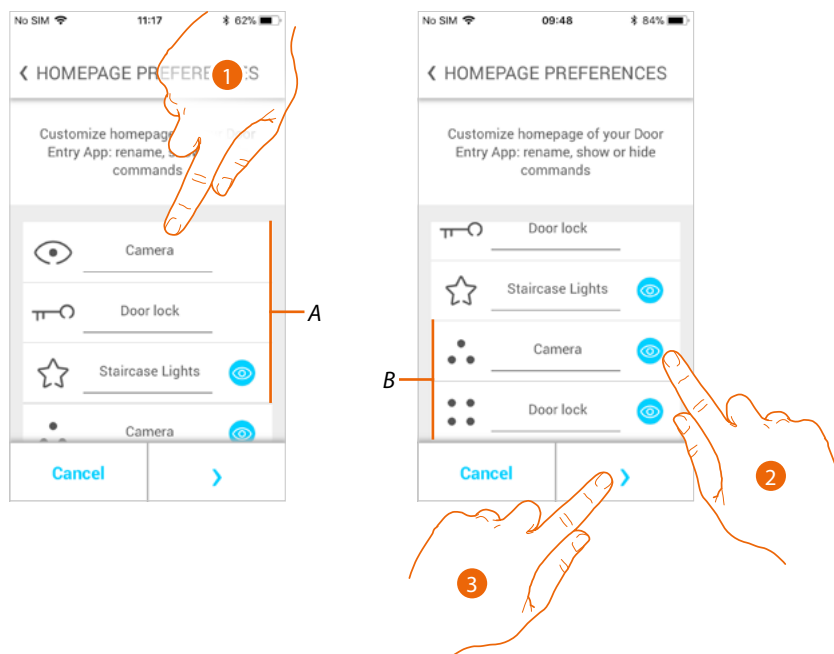 No SIM 11:17 62%
HOMEPAGE PREFERENCES
1
Customize homepage
Entry App: rename, s
commands
Camera
Door lock
Staircase Lights
Camera
Cancel
A
No SIM 09:48 84%
HOMEPAGE PREFERENCES
Customize homepage of your Door
Entry App: rename, show or hide
commands
Door lock
Staircase Lights
Camera
Door lock
B
Cancel
2
3